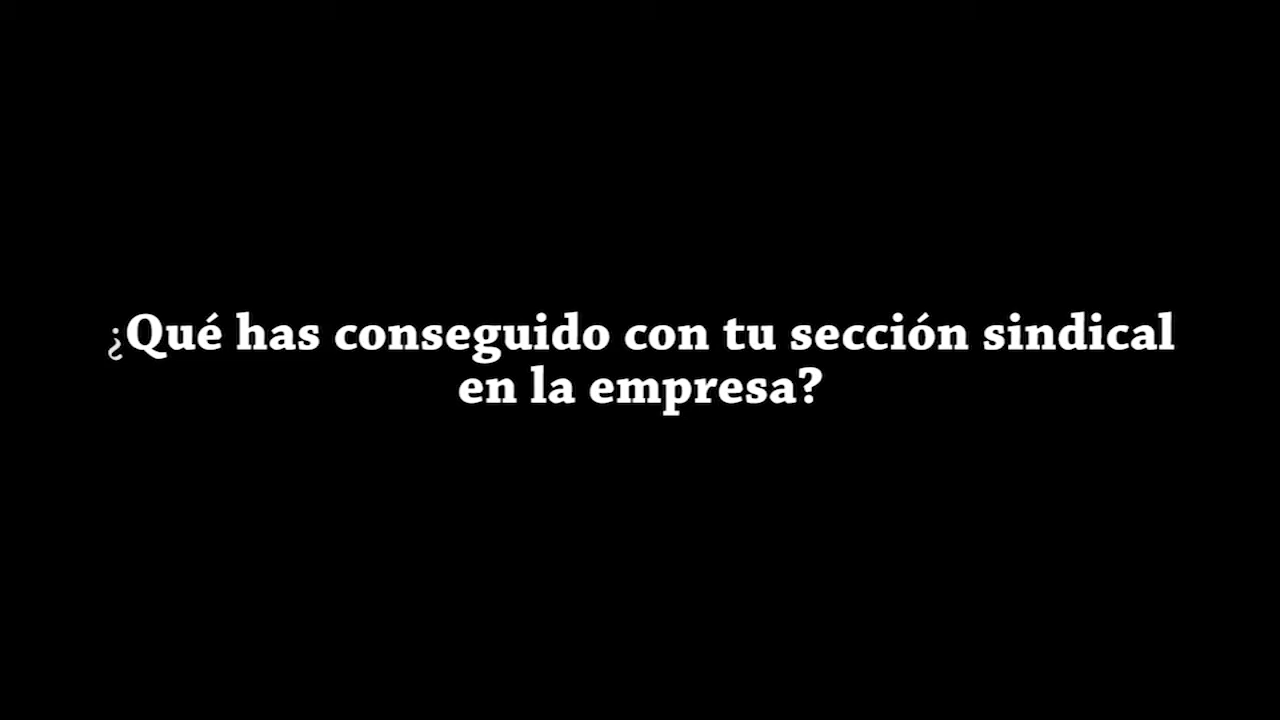 ¿Qué has conseguido con tu sección sindical
en la empresa?